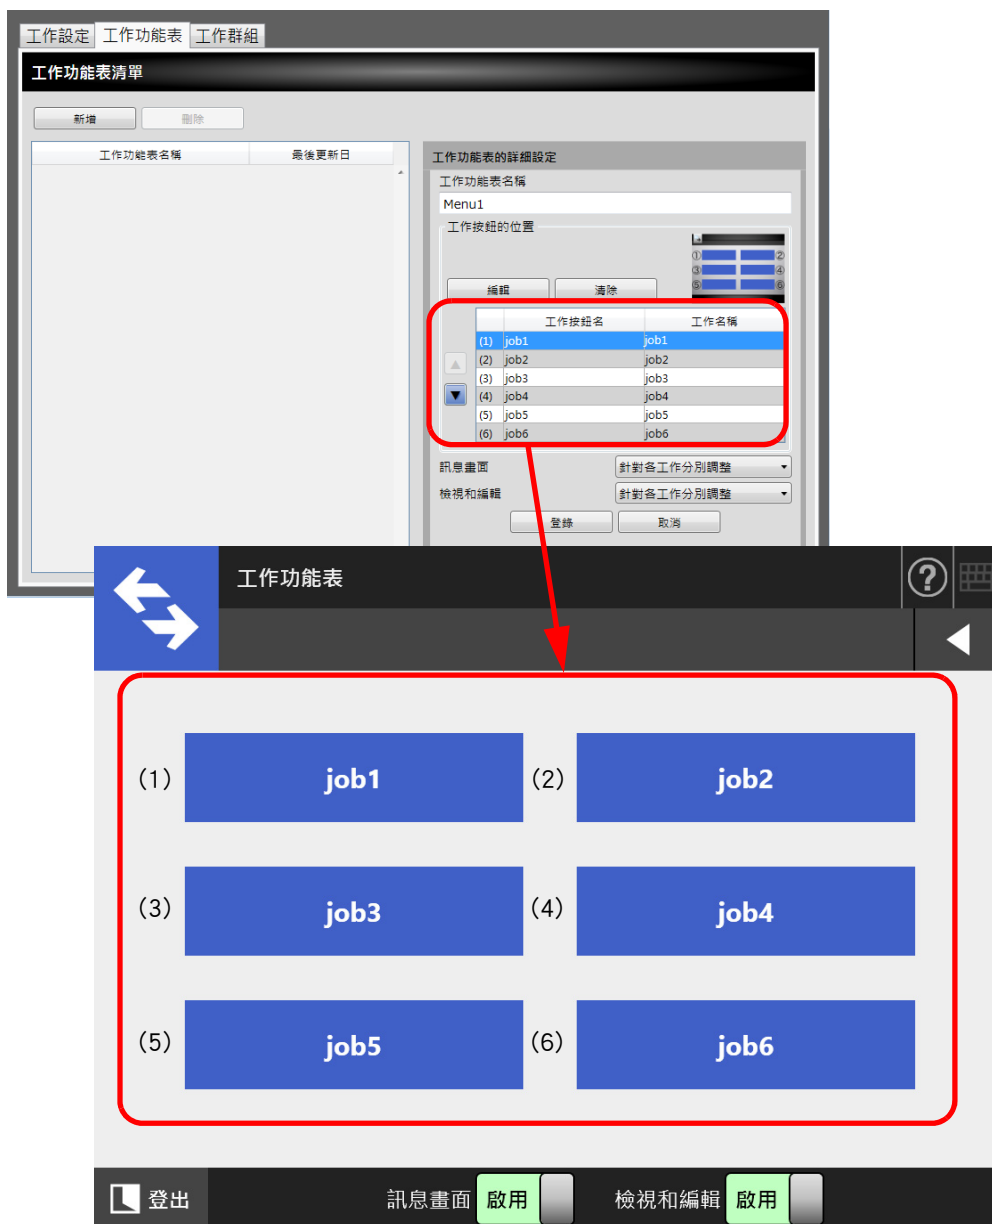 工作設定 工作功能表 工作群組
工作功能表清單
新增 刪除
工作功能表名稱 最後更新日
工作功能表的詳細設定
工作功能表名稱
Menu1
工作按鈕的位置
① ②
③ ④
⑤ ⑥
編輯 清除
工作按鈕名 工作名稱
(1) job1 job1
(2) job2 job2
(3) job3 job3
(4) job4 job4
(5) job5 job5
(6) job6 job6
訊息畫面 針對各工作分別調整
檢視和編輯 針對各工作分別調整
登錄 取消
工作功能表
?
(1) job1 (2) job2
(3) job3 (4) job4
(5) job5 (6) job6
登出 訊息畫面 啟用 檢視和編輯 啟用